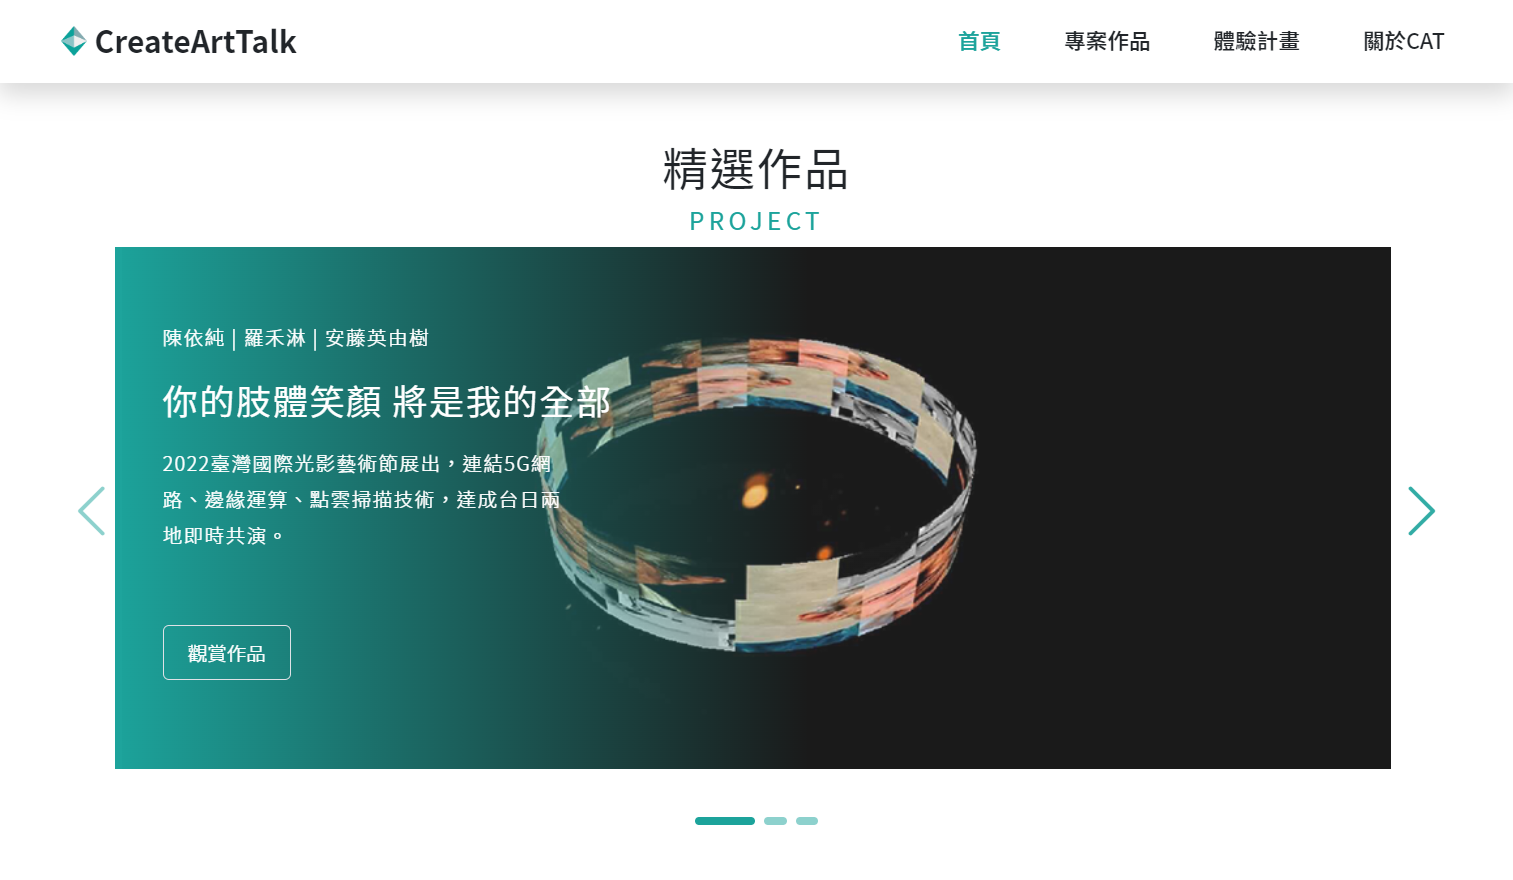 CreateArtTalk
首頁
專案作品
體驗計畫
關於CAT
精選作品
PROJECT
陳依純 | 羅禾淋 | 安藤英由樹
你的肢體笑顏 將是我的全部
2022臺灣國際光影藝術節展出，連結5G網
路、邊緣運算、點雲掃描技術，達成台日兩
地即時共演。
觀賞作品